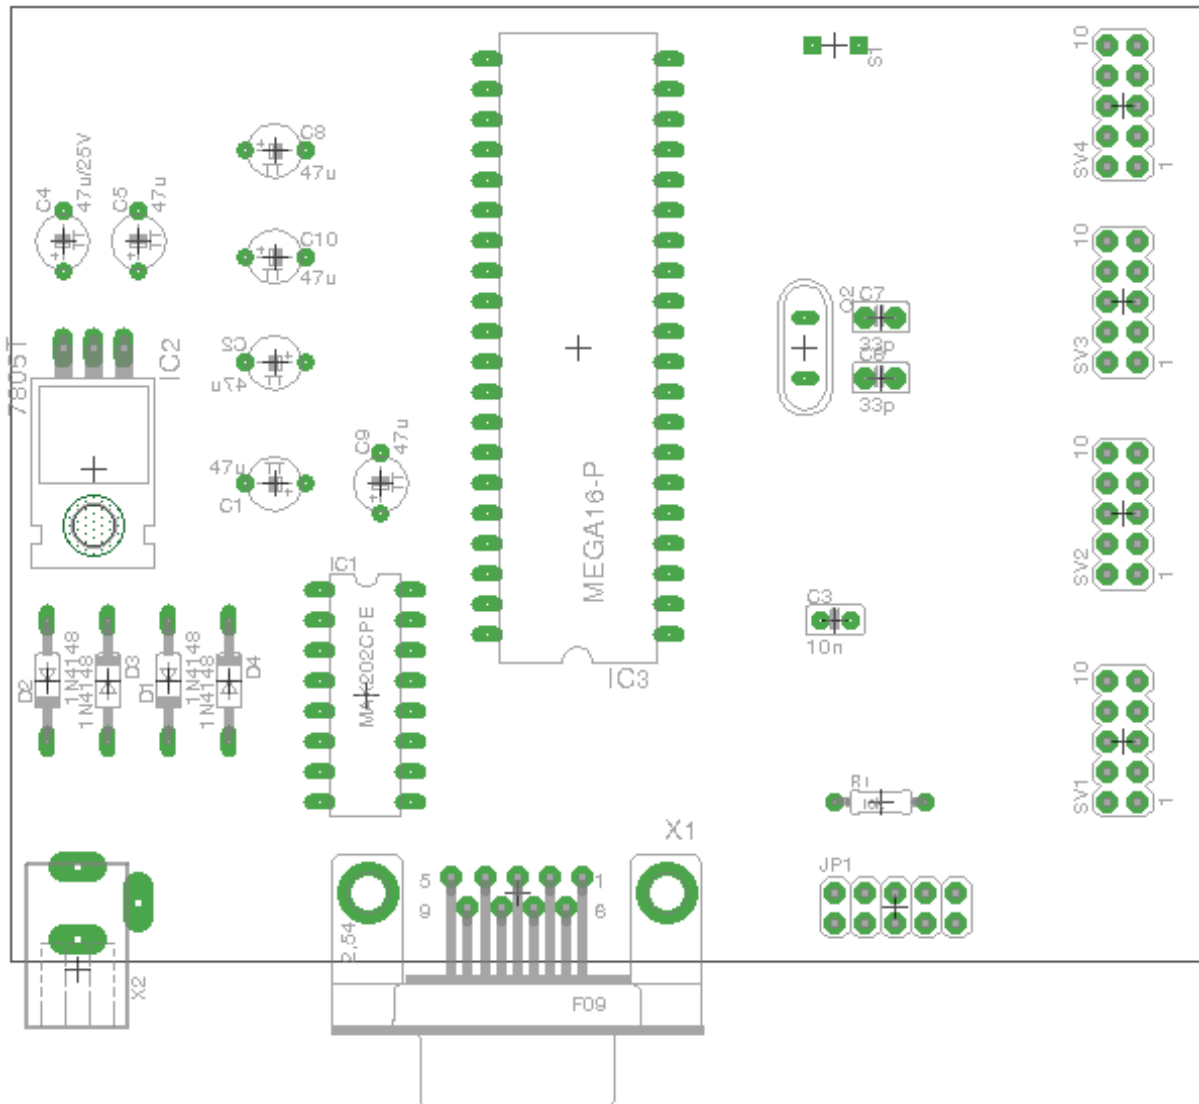 S1
10
SV4
1
C8
47u
C4
47u/25V
C5
47u
C10
47u
10
SV3
1
C7
33p
C6
33p
7805T
IC2
C2
47u
C9
47u
47u
C1
10
SV2
1
MEGA16-P
IC3
IC1
MAX202CPE
C3
10n
D2
1N4148
1N4148
D3
D1
1N4148
1N4148
D4
10
SV1
1
R1
10k
X1
JP1
5
1
9
6
2,54
X2
F09